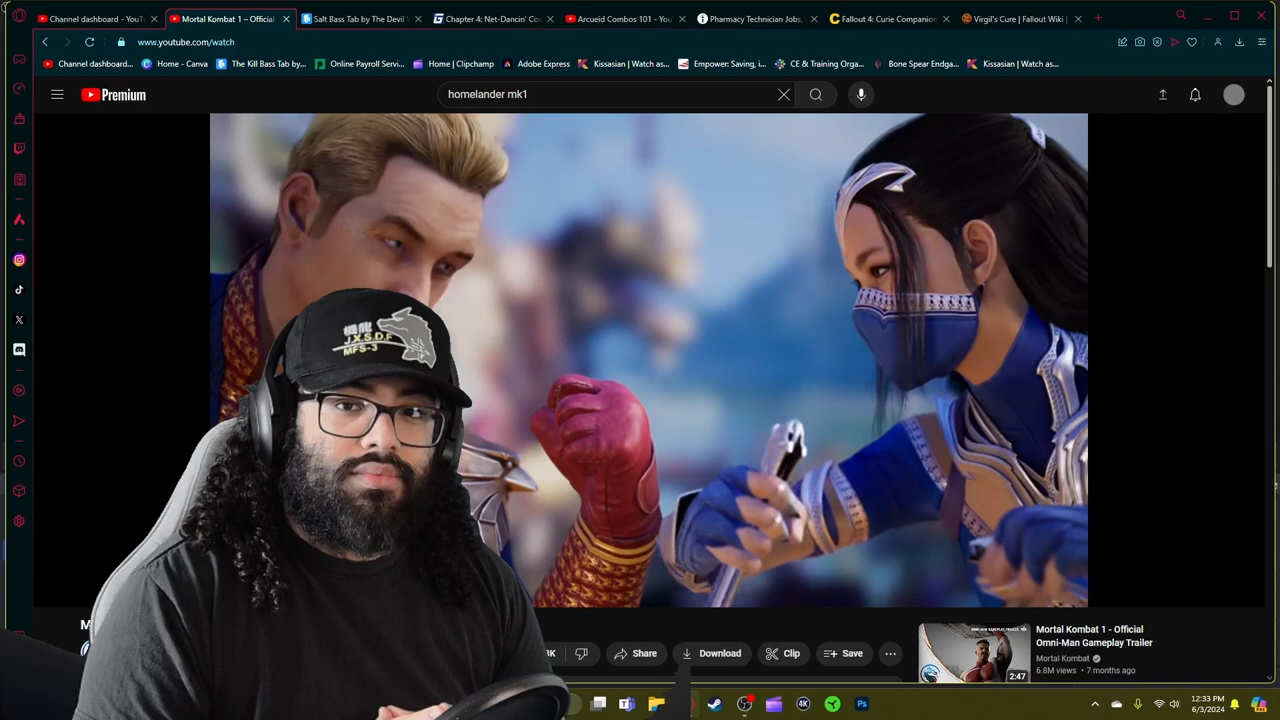 Channel dashboard - YouTu
Mortal Kombat 1 – Official
Salt Bass Tab by The Devil
Chapter 4: Net-Dancin' Co
Arcueid Combos 101 - You
Pharmacy Technician Jobs,
Fallout 4: Curie Companion
Virgil's Cure | Fallout Wiki |
www.youtube.com/watch
Channel dashboard...
Home - Canva
The Kill Bass Tab by...
Online Payroll Servi...
Home | Clipchamp
Adobe Express
Kissasian | Watch as...
Empower: Saving, i...
CE & Training Orga...
Bone Spear Endga...
Kissasian | Watch as...
Premium
homelander mk1
機龍
J.X.S.D.F
MFS-3
M
K
Share
Download
Clip
Save
2:47
Mortal Kombat 1 - Official
Omni-Man Gameplay Trailer
Mortal Kombat
6.8M views • 7 months ago
4K
Ps
12:33 PM
6/3/2024